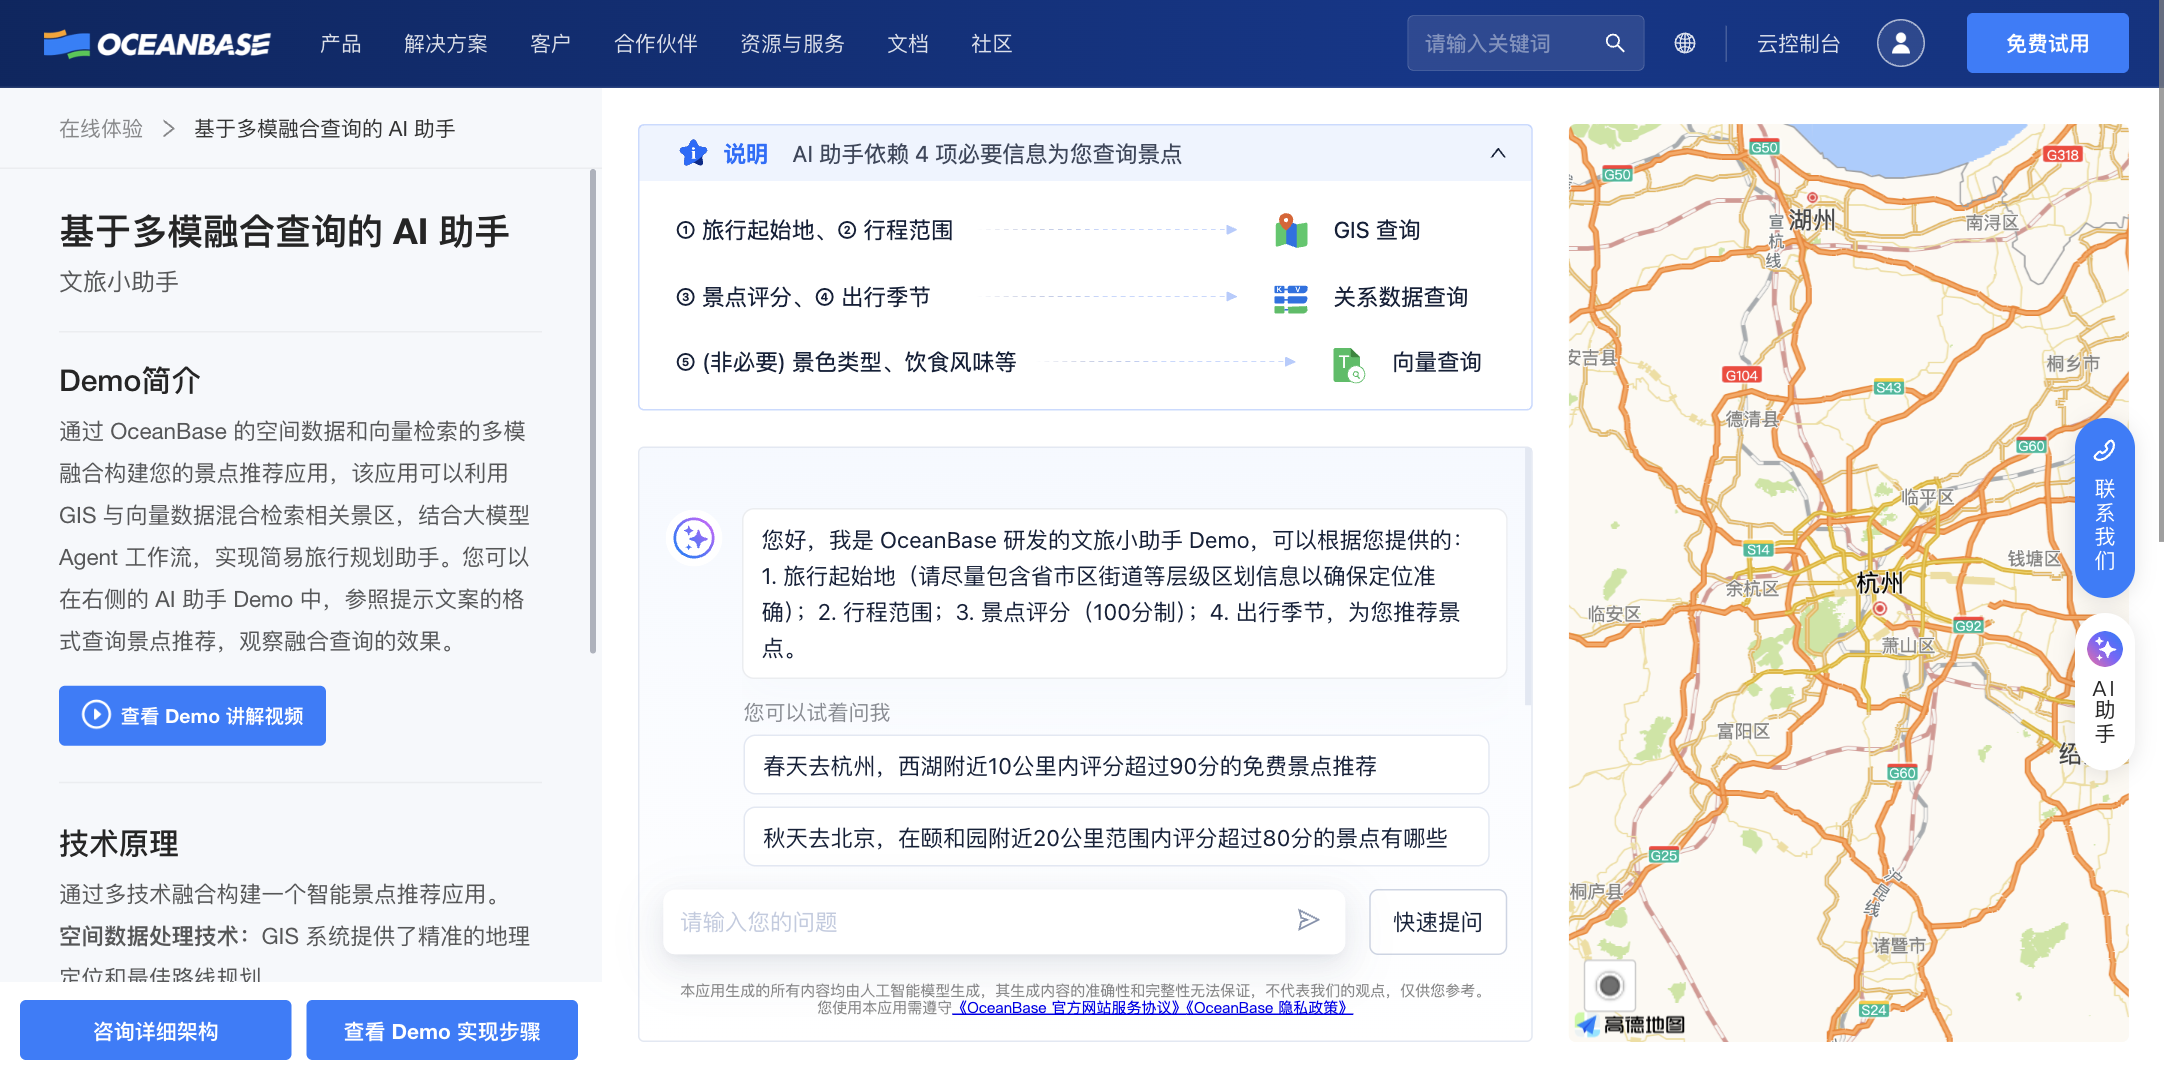 OCEANBASE 产品 解决方案 客户 合作伙伴 资源与服务 文档 社区 请输入关键词 云控制台 免费试用
在线体验 > 基于多模融合查询的 AI 助手
基于多模融合查询的 AI 助手
文旅小助手
Demo简介
通过 OceanBase 的空间数据和向量检索的多模
融合构建您的景点推荐应用，该应用可以利用
GIS 与向量数据混合检索相关景区，结合大模型
Agent 工作流，实现简易旅行规划助手。您可以
在右侧的 AI 助手 Demo 中，参照提示文案的格
式查询景点推荐，观察融合查询的效果。
查看 Demo 讲解视频
技术原理
通过多技术融合构建一个智能景点推荐应用。
空间数据处理技术：GIS 系统提供了精准的地理
定位和最佳路线规划
咨询详细架构
查看 Demo 实现步骤
说明 AI 助手依赖 4 项必要信息为您查询景点
① 旅行起始地、② 行程范围 GIS 查询
③ 景点评分、④ 出行季节 关系数据查询
⑤ (非必要) 景色类型、饮食风味等 向量查询
您好，我是 OceanBase 研发的文旅小助手 Demo，可以根据您提供的：
1. 旅行起始地（请尽量包含省市区街道等层级区划信息以确保定位准
确）；2. 行程范围；3. 景点评分（100分制）；4. 出行季节，为您推荐景
点。
您可以试着问我
春天去杭州，西湖附近10公里内评分超过90分的免费景点推荐
秋天去北京，在颐和园附近20公里范围内评分超过80分的景点有哪些
请输入您的问题
快速提问
本应用生成的所有内容均由人工智能模型生成，其生成内容的准确性和完整性无法保证，不代表我们的观点，仅供您参考。
您使用本应用需遵守《OceanBase 官方网站服务协议》《OceanBase 隐私政策》
G50
G318
G50
湖州
南浔区
宣杭线
安吉县
桐乡市
G104
S43
德清县
G60
临平区
S14
钱塘区
杭州
余杭区
临安区
G92
萧山区
富阳区
绍
G60
G25
桐庐县
沪昆线
诸暨市
S24
高德地图
联系我们
AI助手